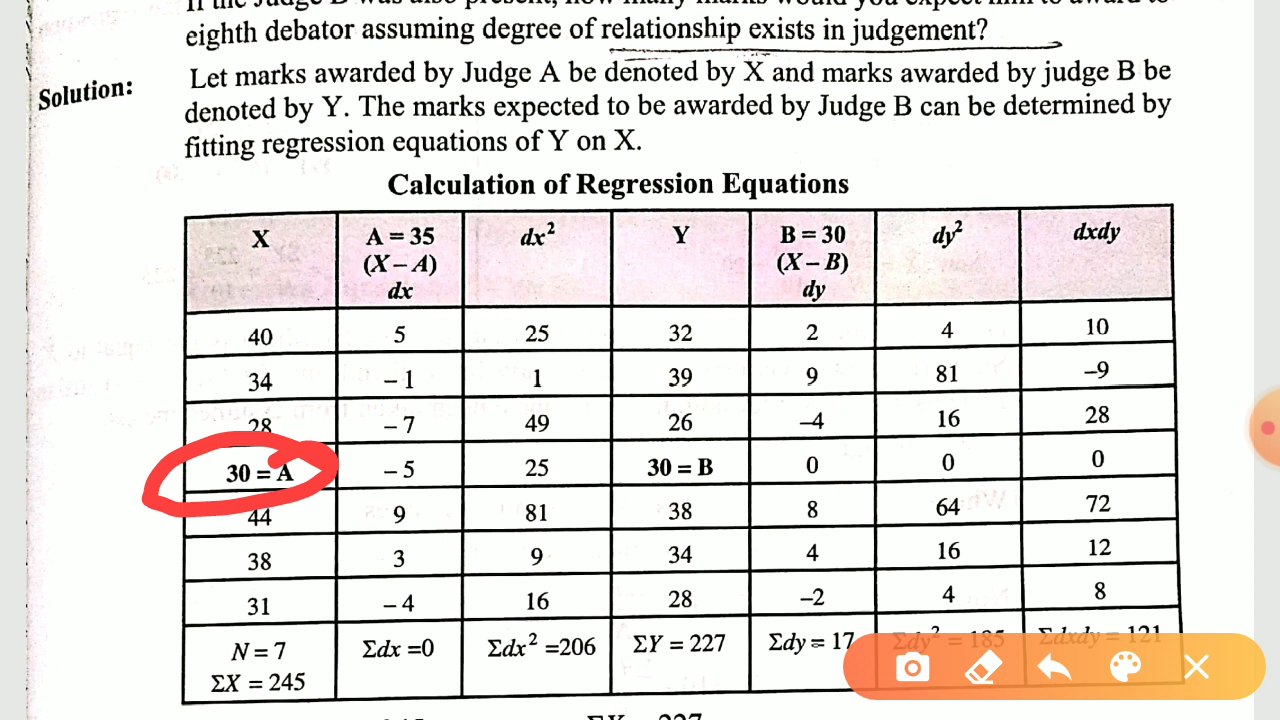 eighth debator assuming degree of relationship exists in judgement?
Solution:
Let marks awarded by Judge A be denoted by X and marks awarded by judge B be
denoted by Y. The marks expected to be awarded by Judge B can be determined by
fitting regression equations of Y on X.
Calculation of Regression Equations
X A = 35 (X – A) dx dx² Y B = 30 (X – B) dy dy² dxdy
40 5 25 32 2 4 10
34 – 1 1 39 9 81 –9
28 – 7 49 26 –4 16 28
30 = A – 5 25 30 = B 0 0 0
44 9 81 38 8 64 72
38 3 9 34 4 16 12
31 – 4 16 28 –2 4 8
N = 7 Σdx =0 Σdx² =206 ΣY = 227 Σdy = 17 Σdy² = 185 Σdxdy = 121
ΣX = 245